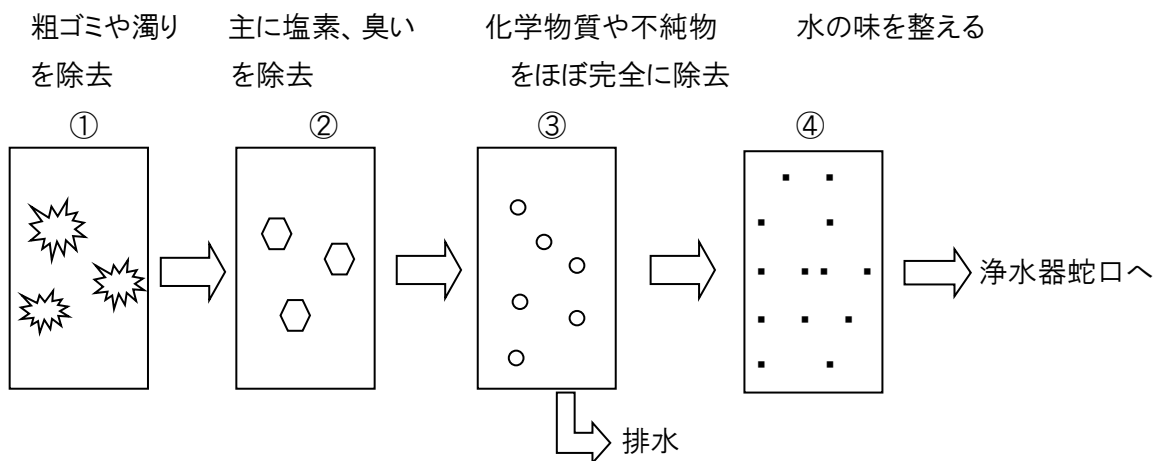 粗ゴミや濁り
を除去
①
主に塩素、臭い
を除去
②
化学物質や不純物
をほぼ完全に除去
③
水の味を整える
④
浄水器蛇口へ
排水